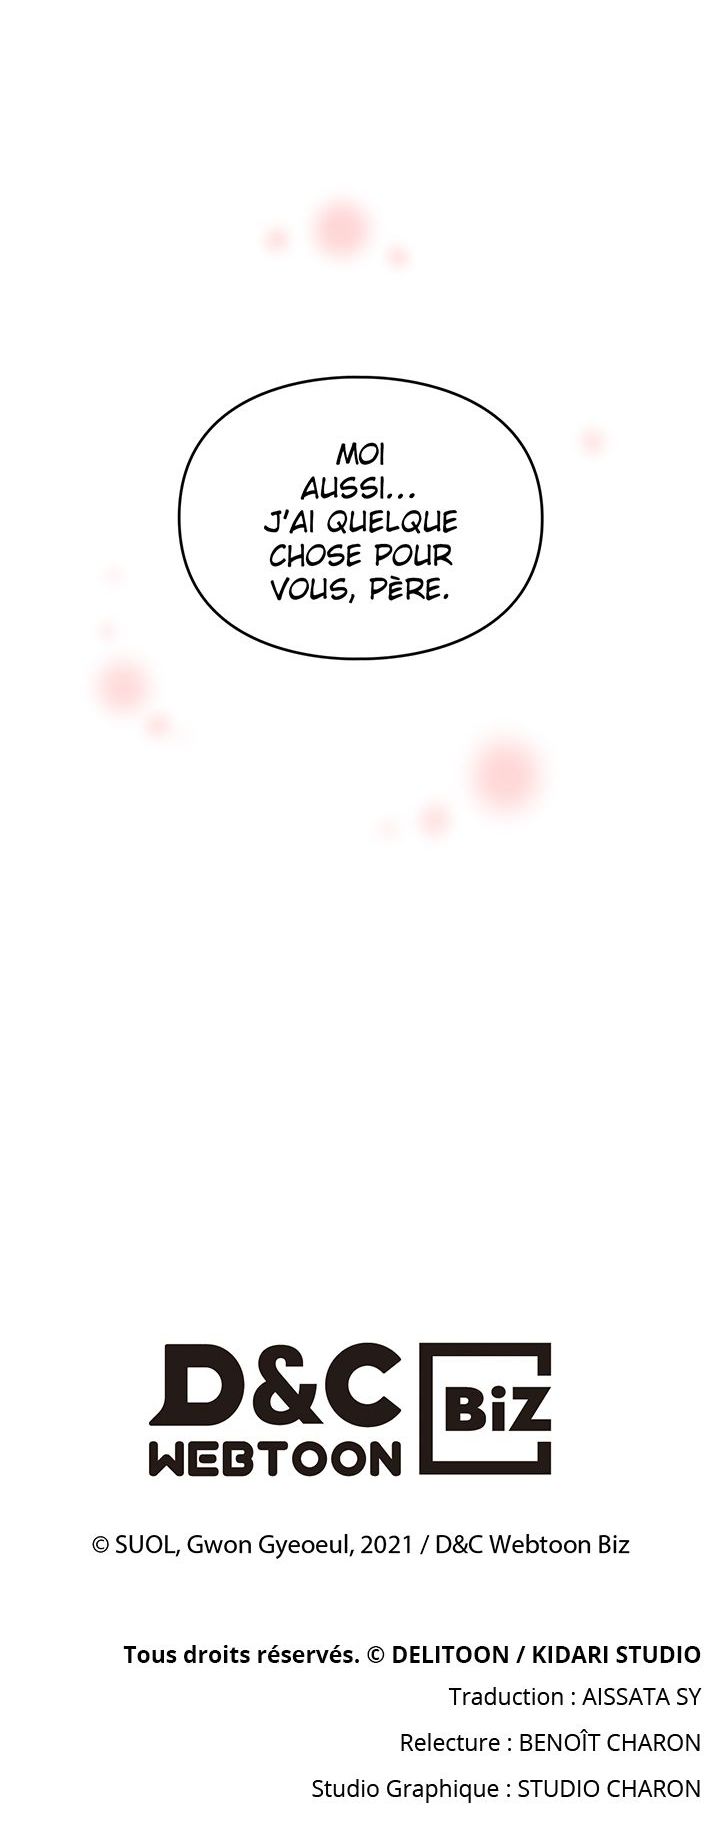 MOI
AUSSI...
J'AI QUELQUE
CHOSE POUR
VOUS, PÈRE.
D&C
WEBTOON
BiZ
© SUOL, Gwon Gyeoeul, 2021 / D&C Webtoon Biz
Tous droits réservés. © DELITOON / KIDARI STUDIO
Traduction : AISSATA SY
Relecture : BENOÎT CHARON
Studio Graphique : STUDIO CHARON